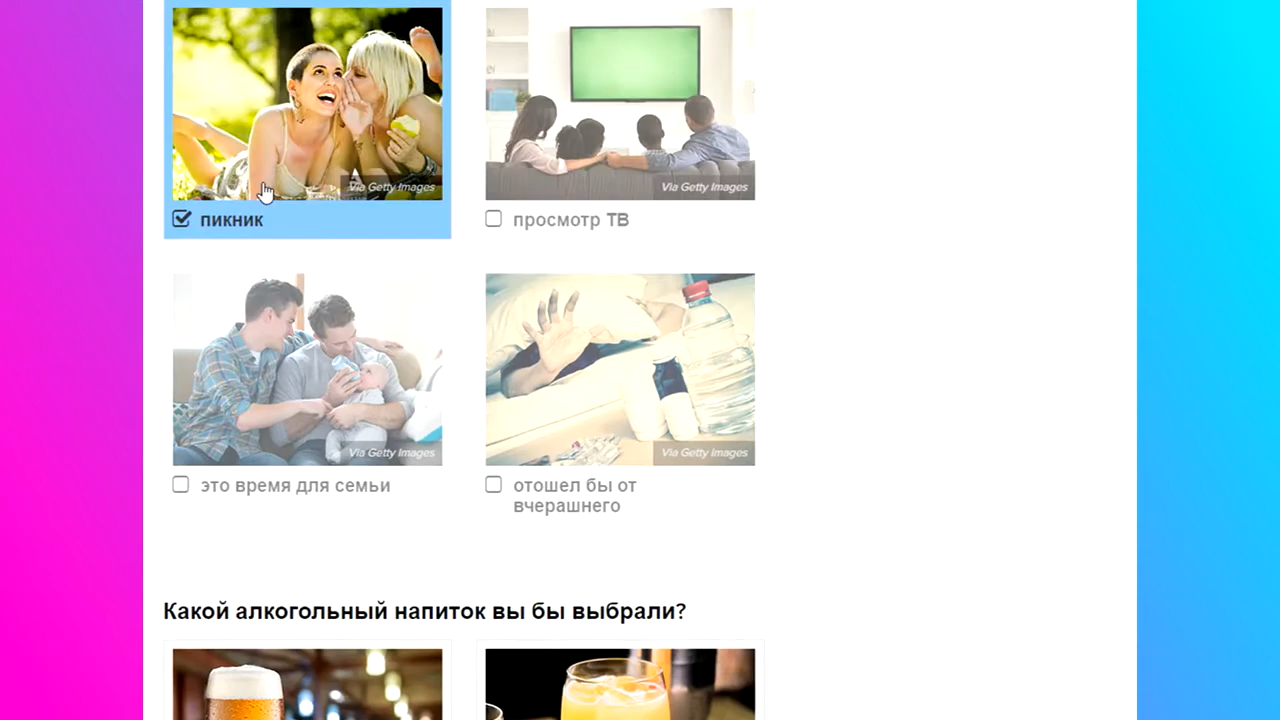 Via Getty Images
Via Getty Images
пикник
просмотр ТВ
Via Getty Images
Via Getty Images
это время для семьи
отошел бы от
вчерашнего
Какой алкогольный напиток вы бы выбрали?